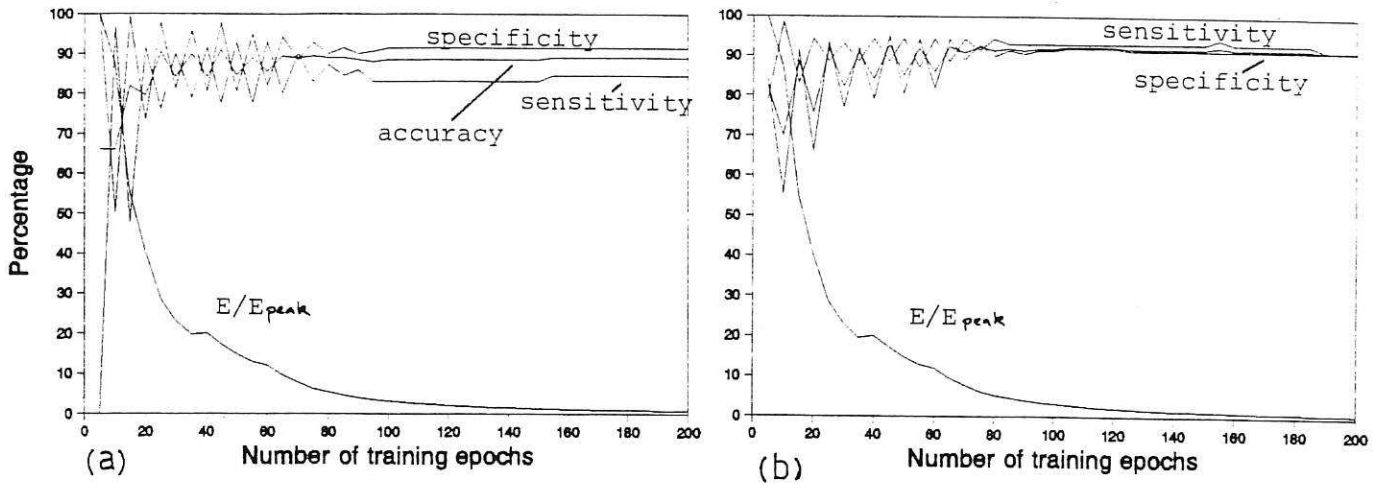 100
90
80
70
60
50
40
30
20
10
0
Percentage
specificity
sensitivity
accuracy
E/E peak
0 20 40 60 80 100 120 140 160 180 200
Number of training epochs
(a)
100
90
80
70
60
50
40
30
20
10
0
sensitivity
specificity
E/E peak
0 20 40 60 80 100 120 140 160 180 200
Number of training epochs
(b)